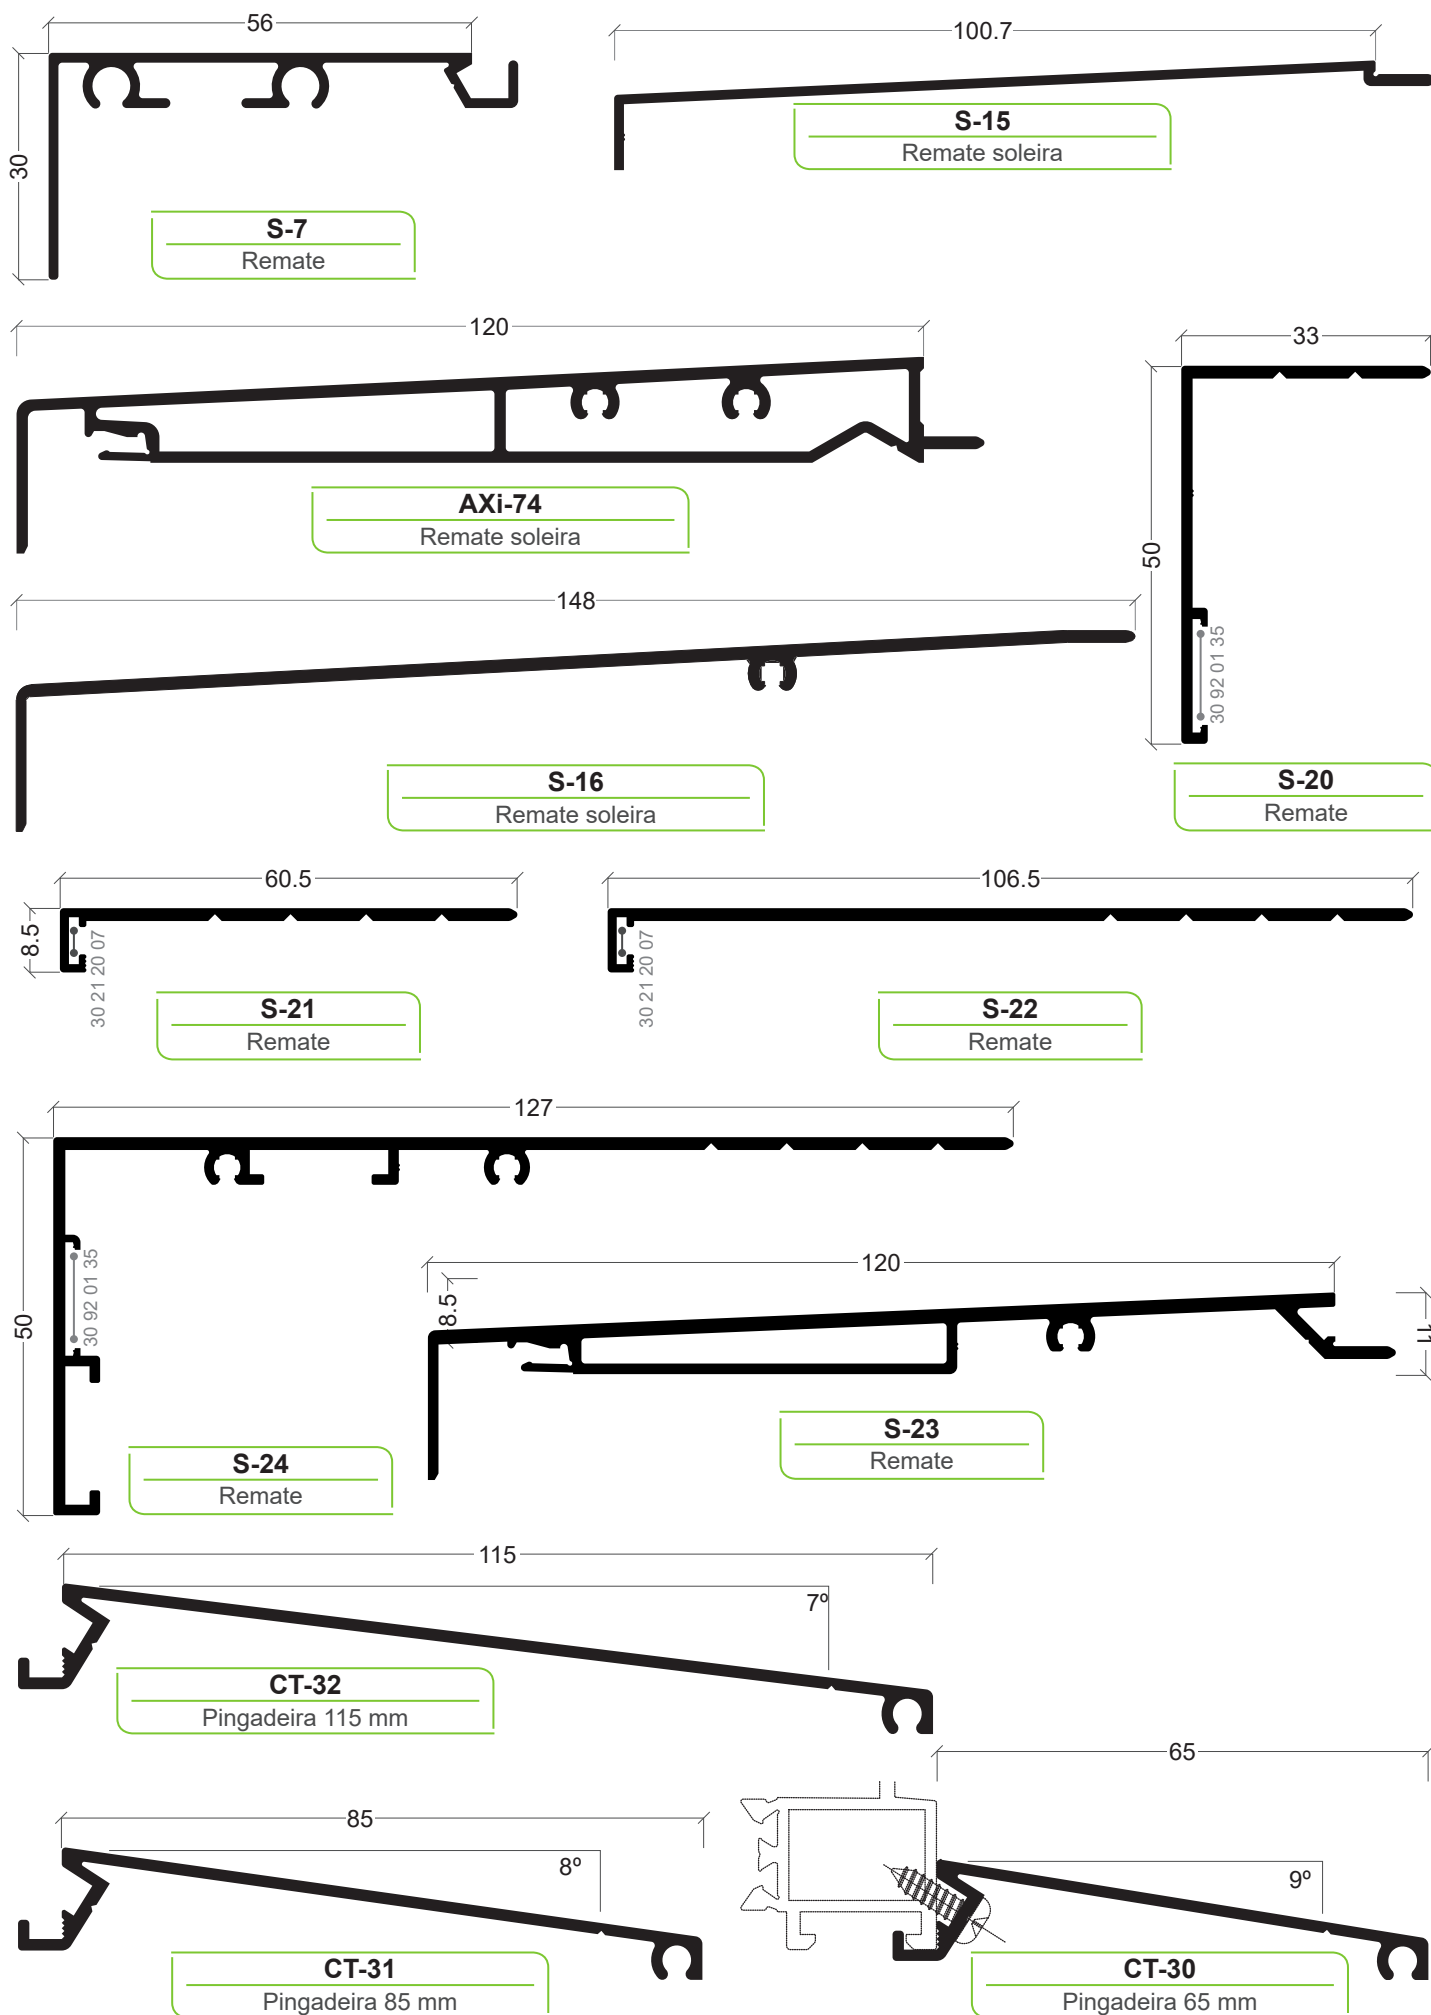 56
30
S-7
Remate
100.7
S-15
Remate soleira
120
AXi-74
Remate soleira
33
50
30 92 01 35
S-20
Remate
148
S-16
Remate soleira
60.5
8.5
30 21 20 07
S-21
Remate
106.5
30 21 20 07
S-22
Remate
127
50
30 92 01 35
S-24
Remate
120
8.5
11
S-23
Remate
115
7º
CT-32
Pingadeira 115 mm
85
8º
CT-31
Pingadeira 85 mm
65
9º
CT-30
Pingadeira 65 mm